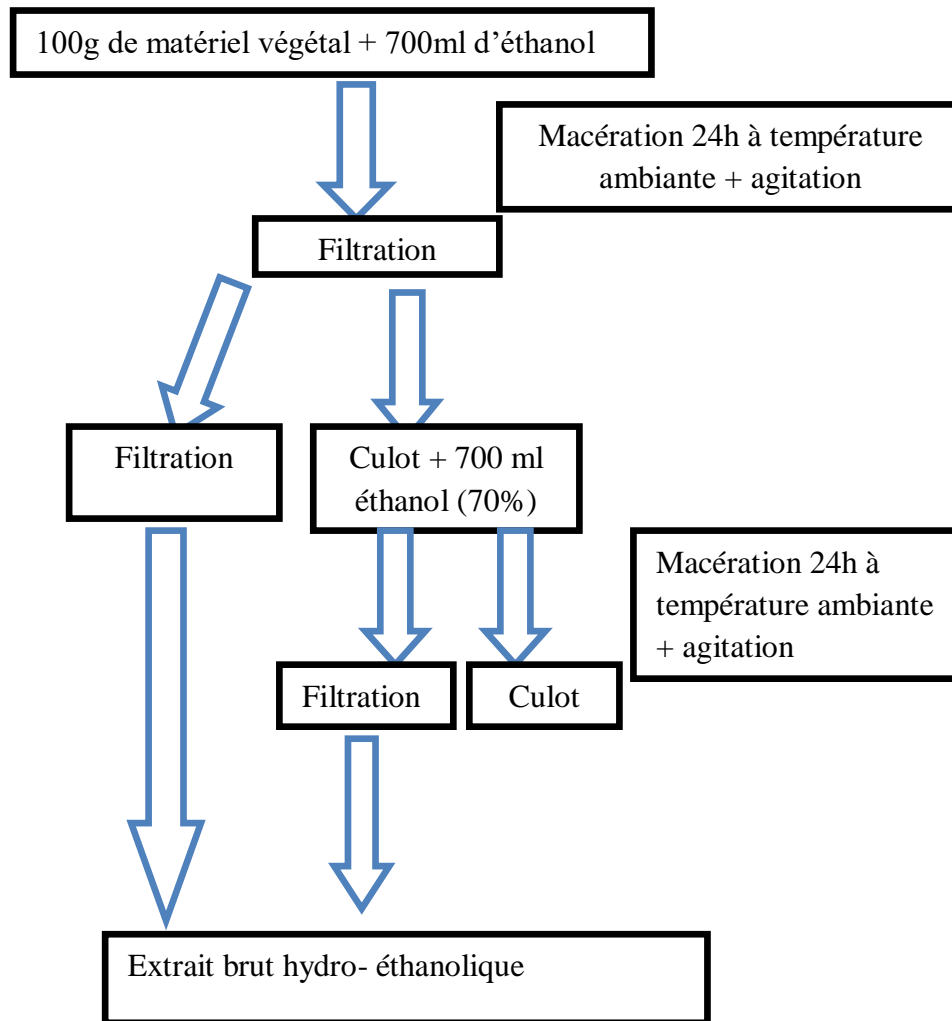 100g de matériel végétal + 700ml d’éthanol
Macération 24h à température
ambiante + agitation
Filtration
Filtration
Culot + 700 ml
éthanol (70%)
Macération 24h à
température ambiante
+ agitation
Filtration
Culot
Extrait brut hydro- éthanolique